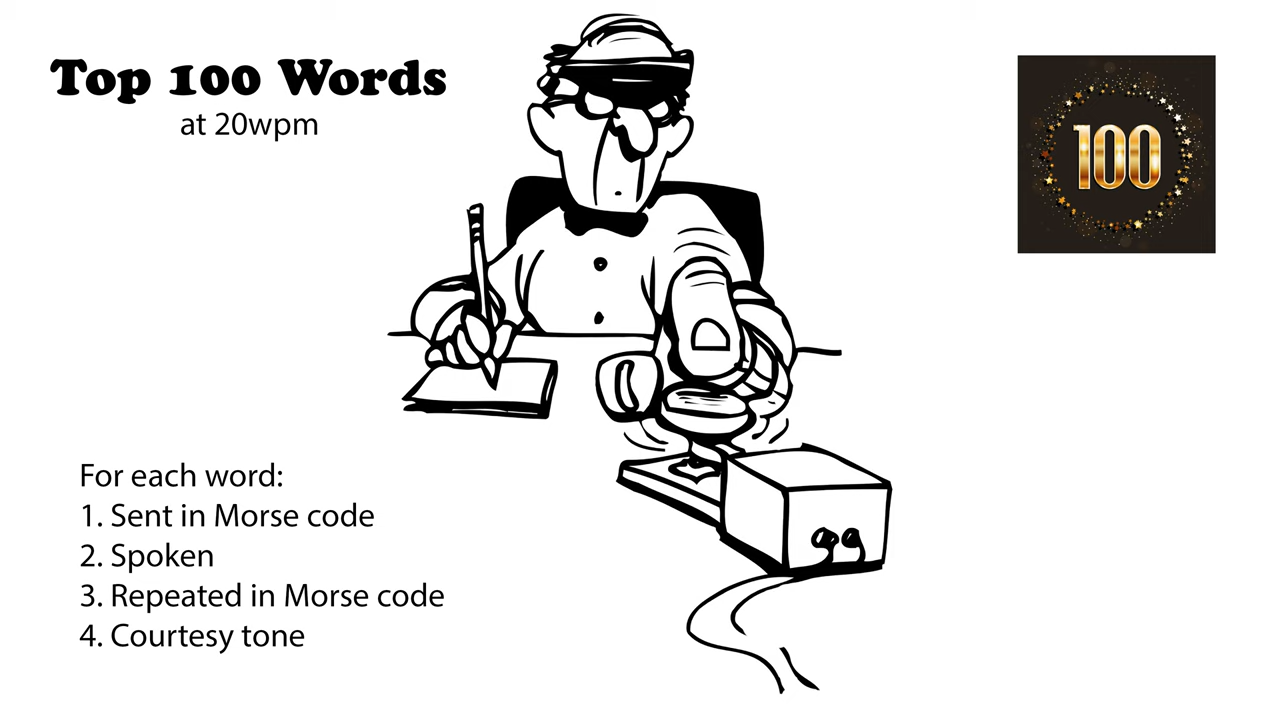 Top 100 Words
at 20wpm
100
For each word:
1. Sent in Morse code
2. Spoken
3. Repeated in Morse code
4. Courtesy tone